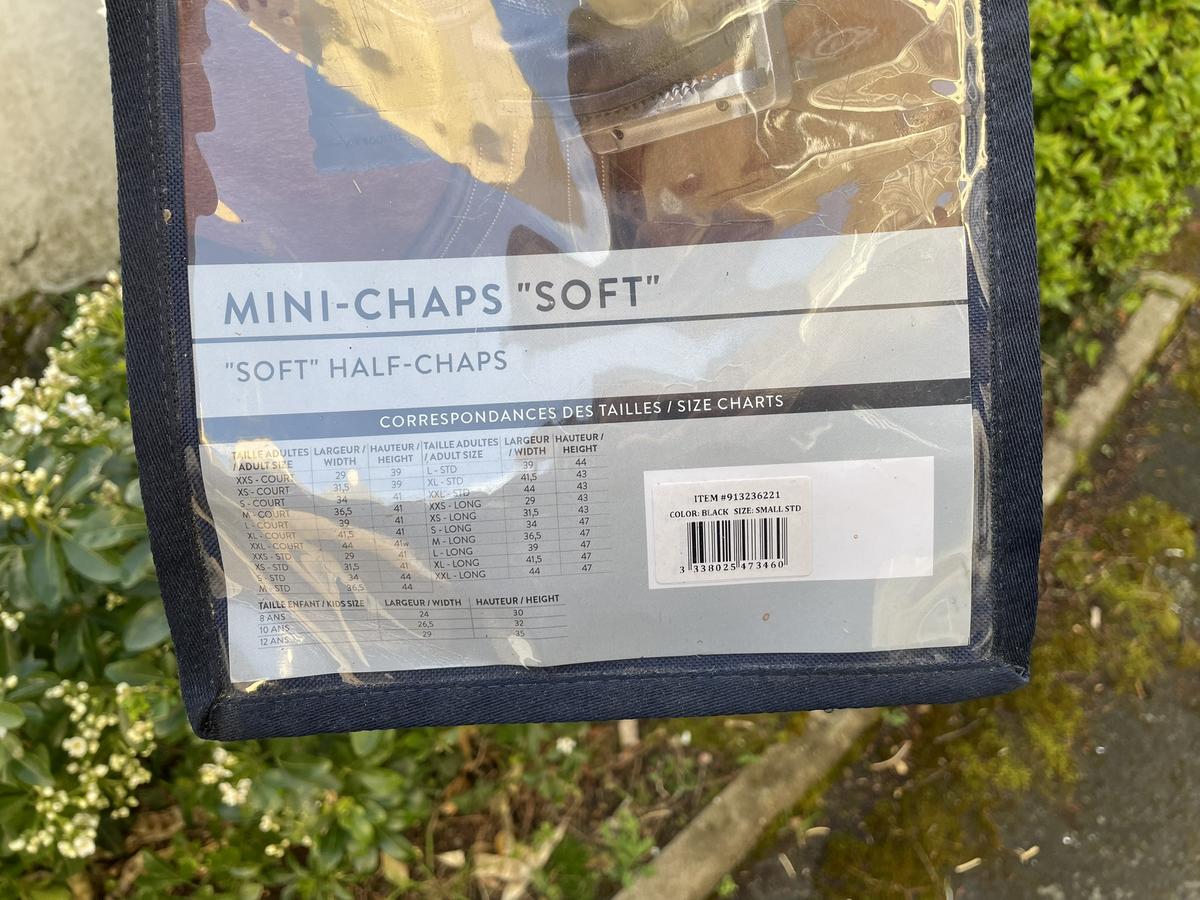 MINI-CHAPS "SOFT"
"SOFT" HALF-CHAPS
CORRESPONDANCES DES TAILLES / SIZE CHARTS
TAILLE ADULTES / ADULT SIZE LARGEUR / WIDTH HAUTEUR / HEIGHT TAILLE ADULTES / ADULT SIZE LARGEUR / WIDTH HAUTEUR / HEIGHT
XXS - COURT 29 39 L - STD 39 44
XS - COURT 31,5 39 XL - STD 41,5 43
S - COURT 34 41 XXL - STD 44 43
M - COURT 36,5 41 XXS - LONG 29 43
L - COURT 39 41 XS - LONG 31,5 43
XL - COURT 41,5 41 S - LONG 34 47
XXL - COURT 44 41 M - LONG 36,5 47
XXS - STD 29 41 L - LONG 39 47
XS - STD 31,5 41 XL - LONG 41,5 47
S - STD 34 44 XXL - LONG 44 47
M - STD 36,5 44
TAILLE ENFANT / KIDS SIZE LARGEUR / WIDTH HAUTEUR / HEIGHT
8 ANS 24 30
10 ANS 26,5 32
12 ANS 29 35
ITEM #913236221
COLOR: BLACK SIZE: SMALL STD
3 338025 473460